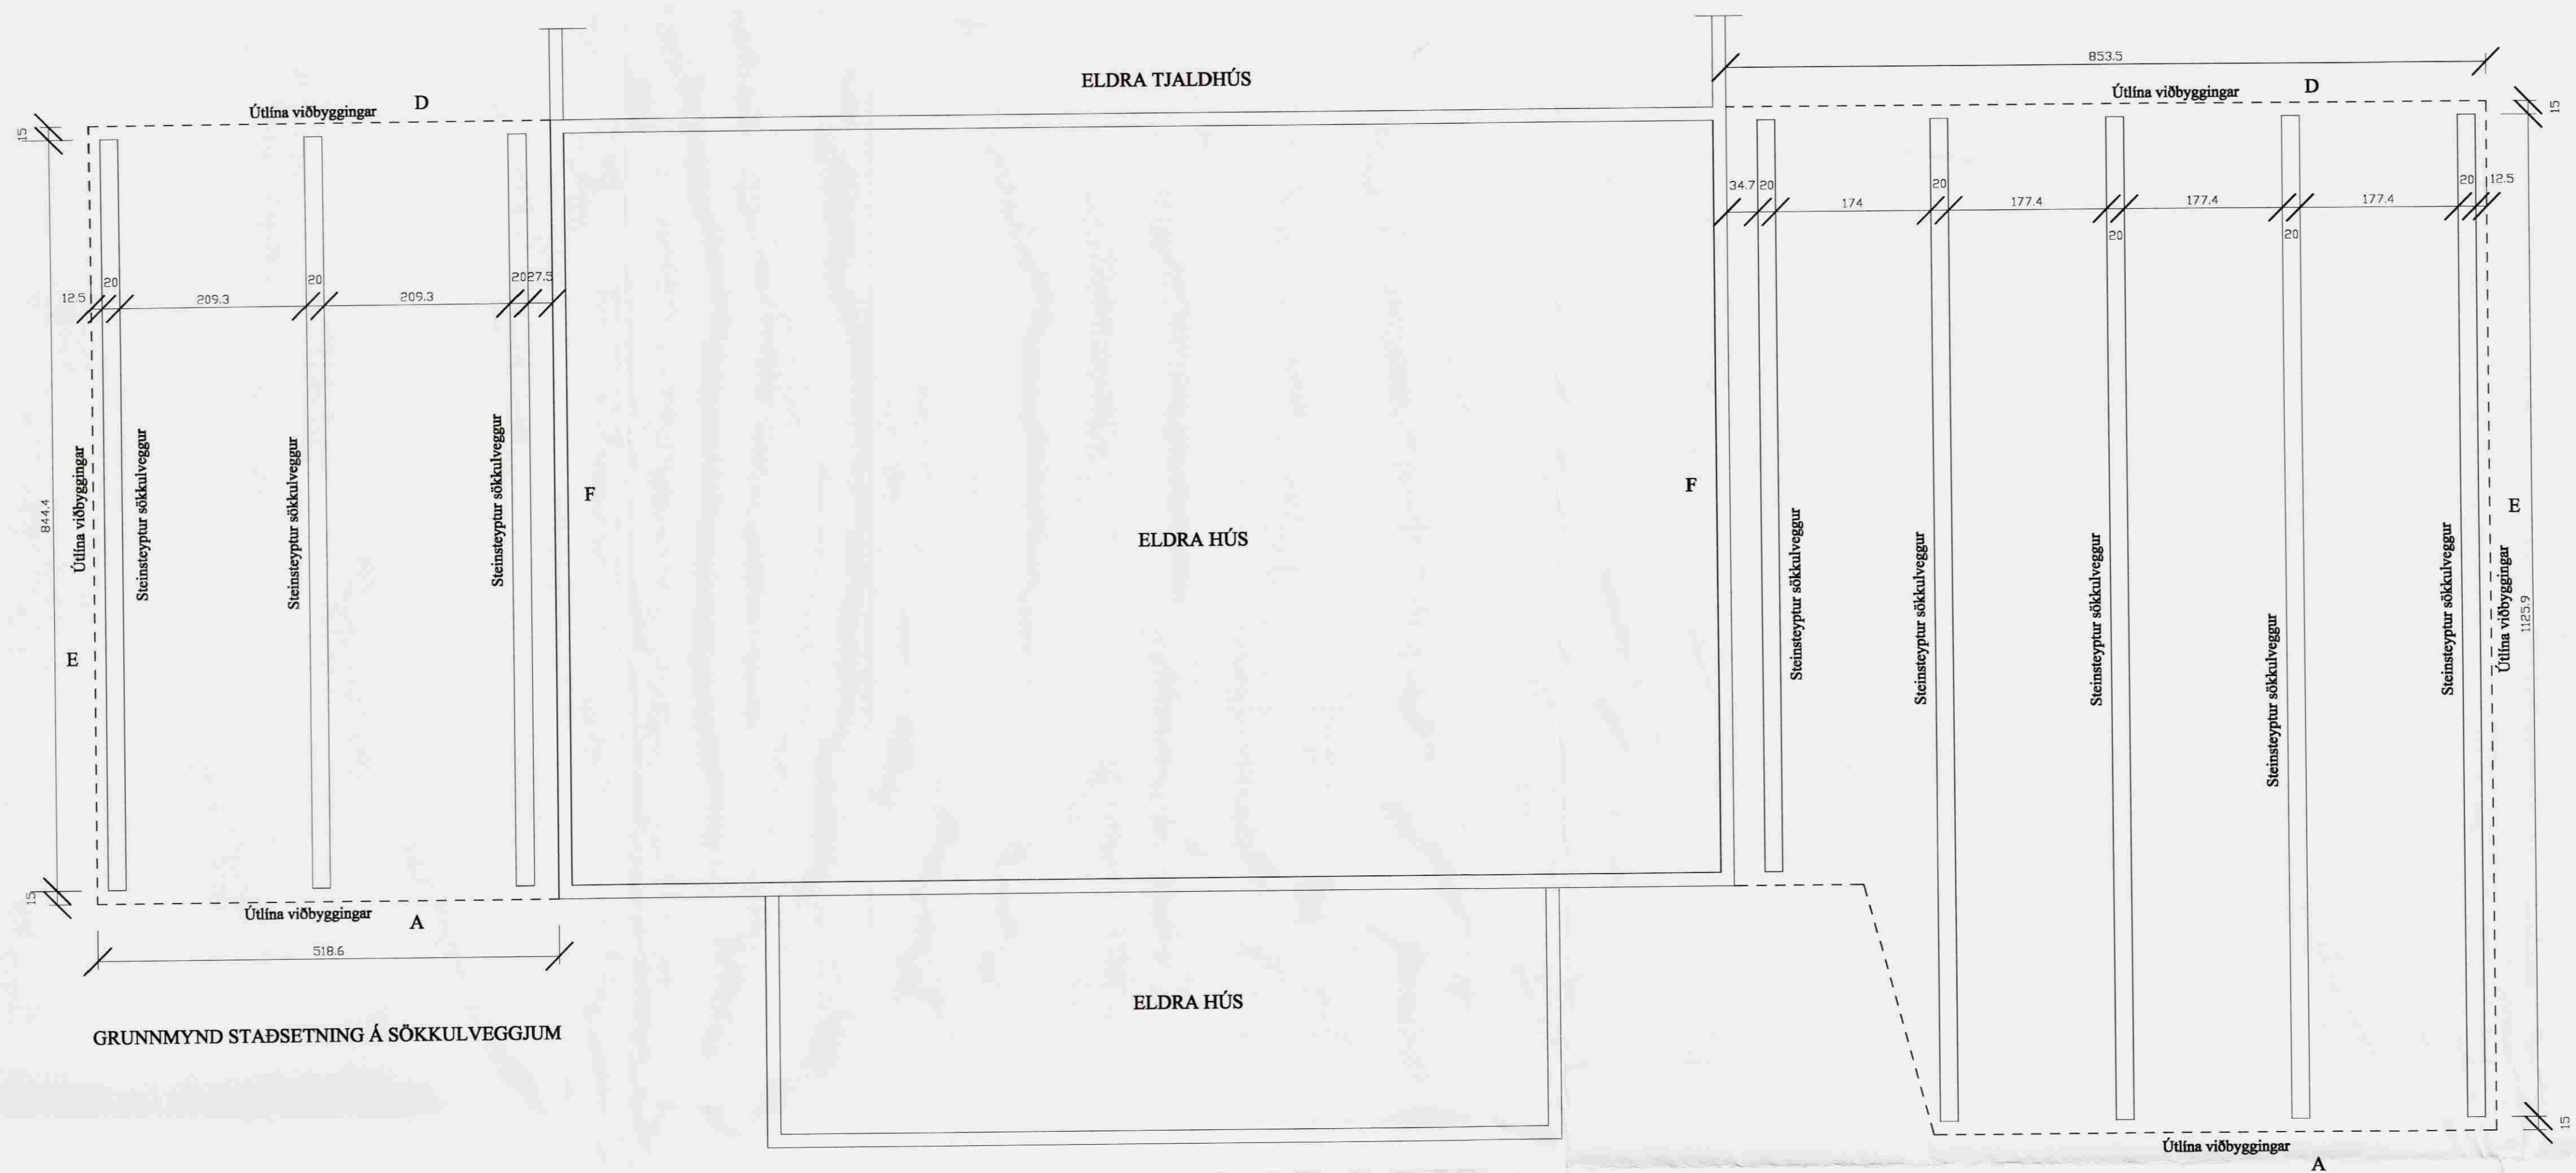 853.5
ELDRA TJALDHÚS
Útlína viðbyggingar D
Útlína viðbyggingar D
15
15
34.7 20
20
20 12.5
174
177.4
177.4
177.4
20
20
12.5
20
209.3
20
209.3
20 27.5
Steinsteyptur sökkulveggur
Steinsteyptur sökkulveggur
Steinsteyptur sökkulveggur
Útlína viðbyggingar
844.4
E
F
F
ELDRA HÚS
Steinsteyptur sökkulveggur
Steinsteyptur sökkulveggur
Steinsteyptur sökkulveggur
Steinsteyptur sökkulveggur
Steinsteyptur sökkulveggur
E
Útlína viðbyggingar
1125.9
15
Útlína viðbyggingar A
518.6
ELDRA HÚS
GRUNNMYND STAÐSETNING Á SÖKKULVEGGJUM
15
Útlína viðbyggingar
A